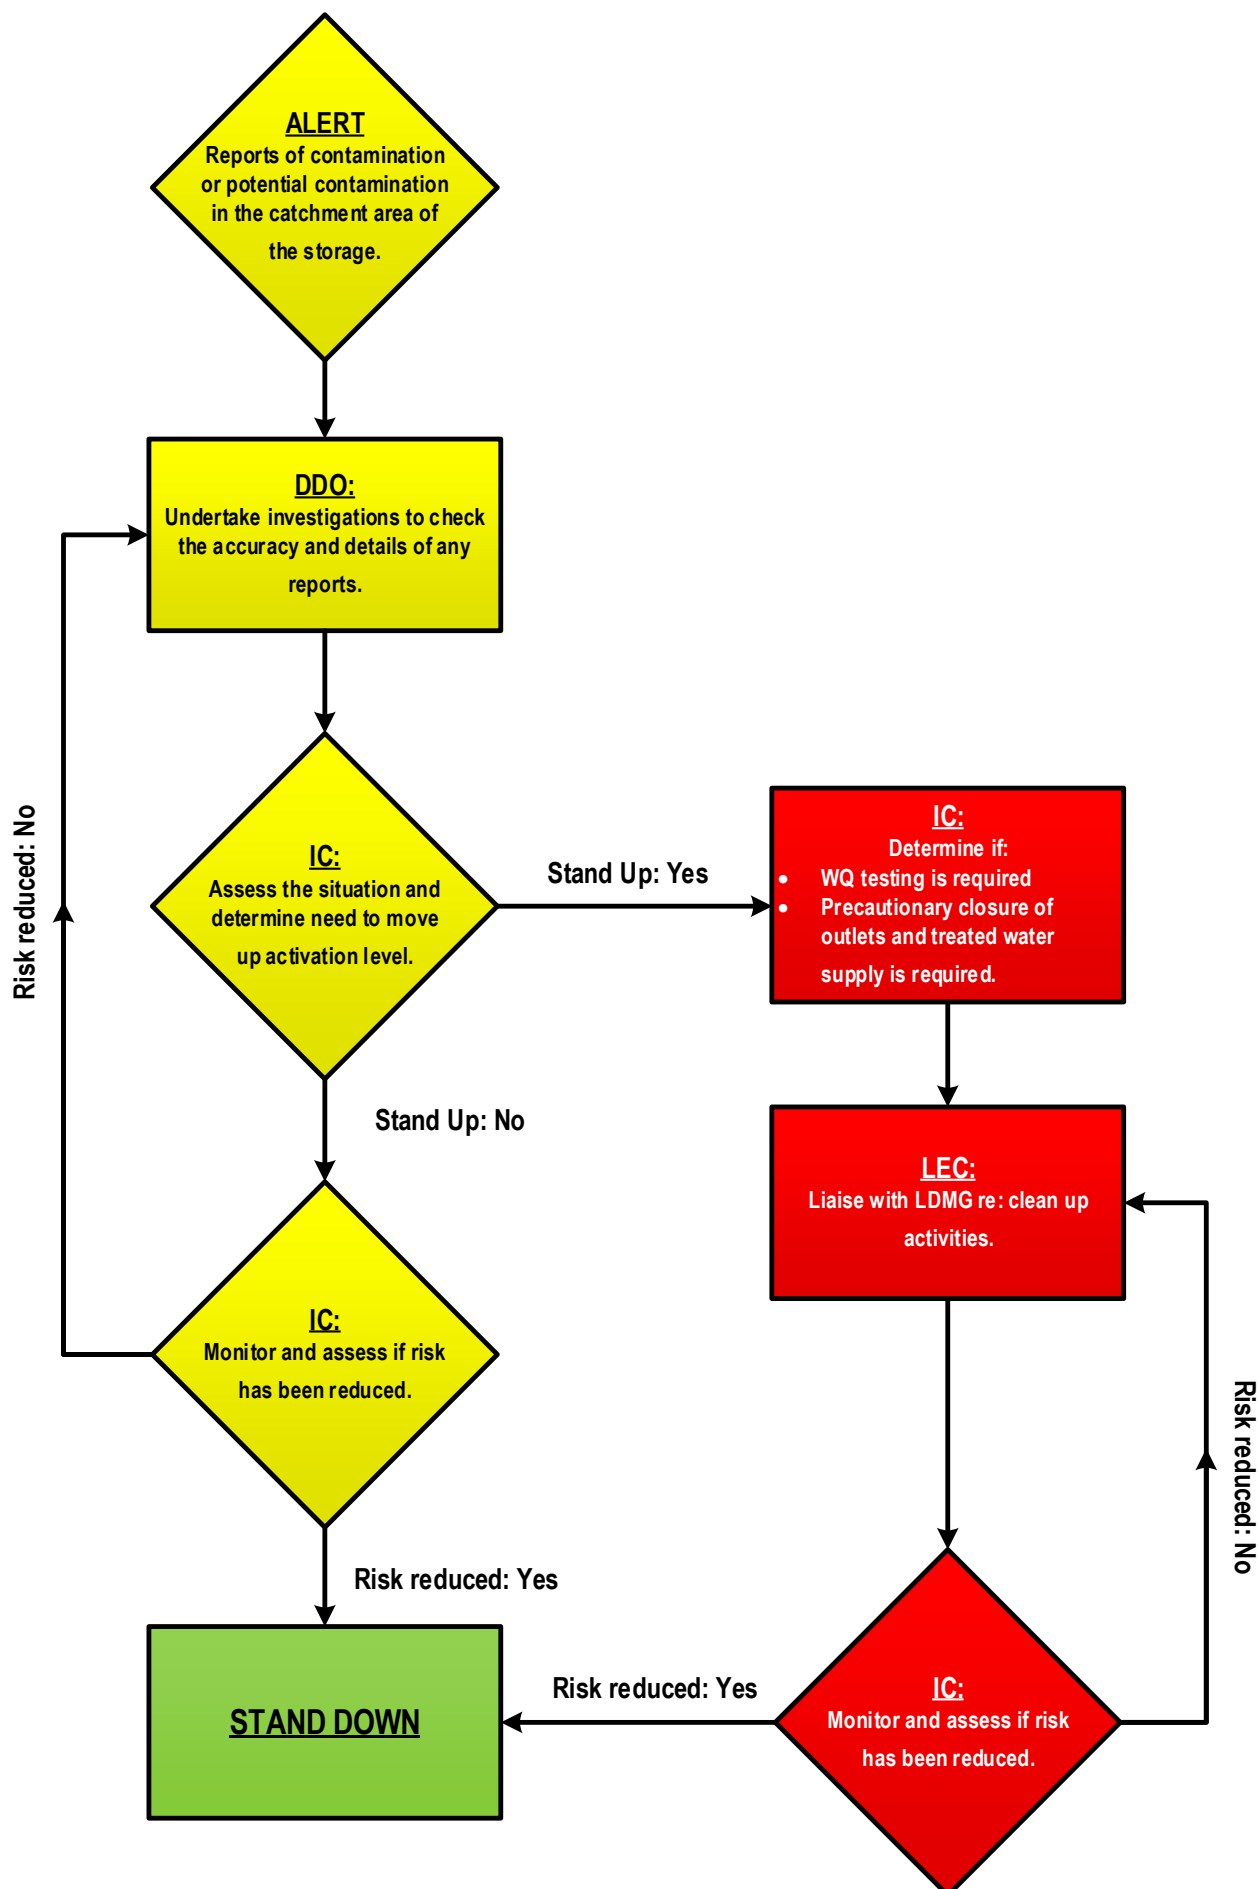 ALERT
Reports of contamination
or potential contamination
in the catchment area of
the storage.
DDO:
Undertake investigations to check
the accuracy and details of any
reports.
IC:
Assess the situation and
determine need to move
up activation level.
Stand Up: Yes
IC:
Determine if:
• WQ testing is required
• Precautionary closure of
outlets and treated water
supply is required.
Stand Up: No
LEC:
Liaise with LDMG re: clean up
activities.
IC:
Monitor and assess if risk
has been reduced.
Risk reduced: No
Risk reduced: Yes
STAND DOWN
Risk reduced: Yes
IC:
Monitor and assess if risk
has been reduced.
Risk reduced: No